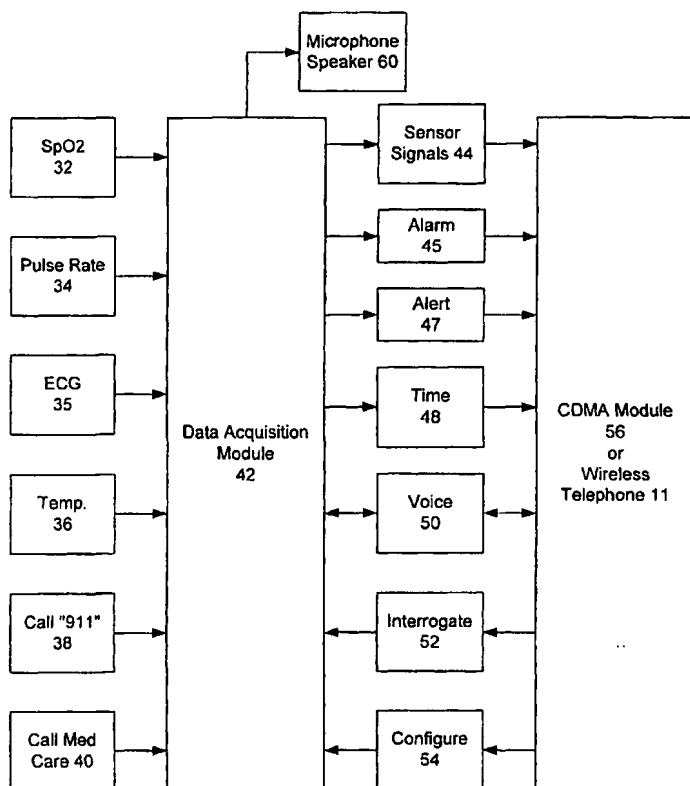 Microphone
Speaker 60
SpO2
32
Pulse Rate
34
ECG
35
Temp.
36
Call "911"
38
Call Med
Care 40
Data Acquisition
Module
42
Sensor
Signals 44
Alarm
45
Alert
47
Time
48
Voice
50
Interrogate
52
Configure
54
CDMA Module
56
or
Wireless
Telephone 11